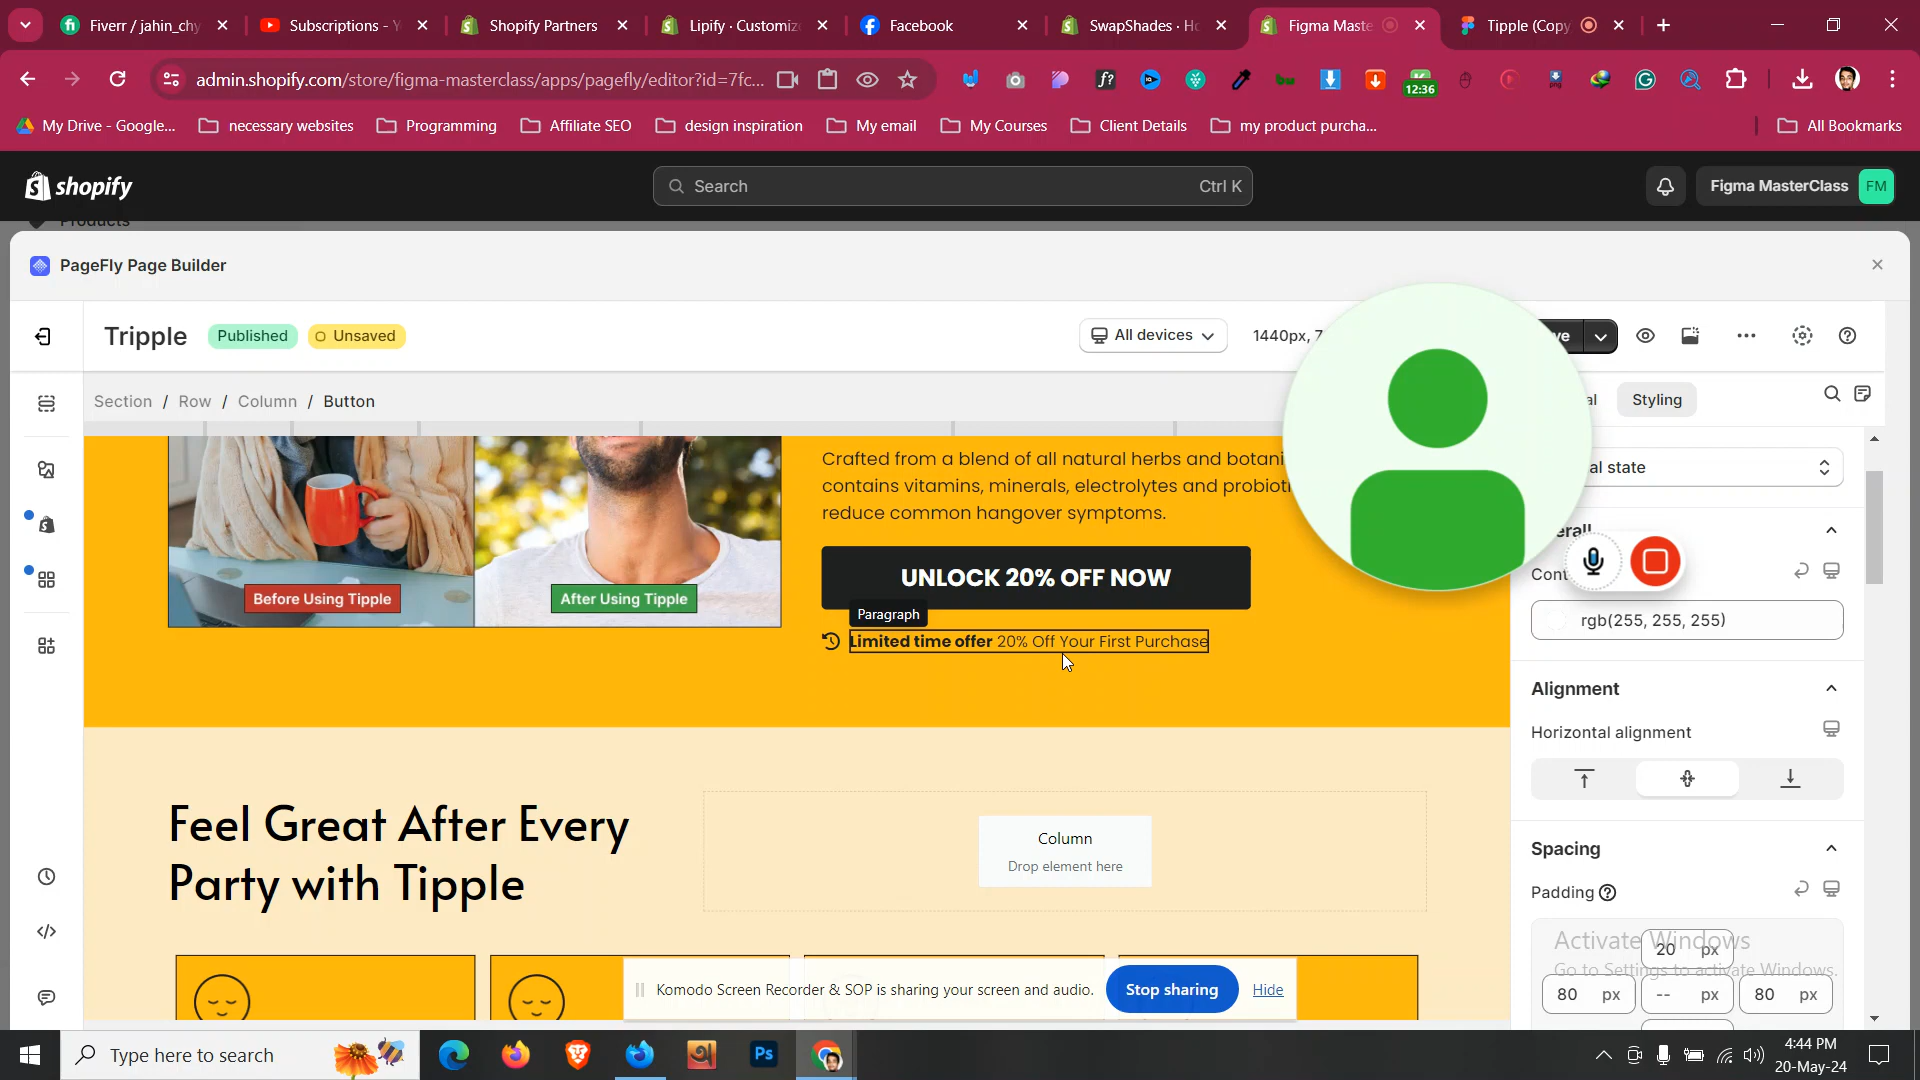 Fiverr / jahin_chy
Subscriptions - Y
Shopify Partners
Lipify · Customiz
Facebook
SwapShades · Ho
Figma Maste
Tipple (Copy
admin.shopify.com/store/figma-masterclass/apps/pagefly/editor?id=7fc...
12:36
My Drive - Google...
necessary websites
Programming
Affiliate SEO
design inspiration
My email
My Courses
Client Details
my product purcha...
All Bookmarks
shopify
Search
Ctrl K
Figma MasterClass
FM
Products
PageFly Page Builder
Tripple
Published
Unsaved
All devices
1440px, 7
ve
Section / Row / Column / Button
al
Styling
Crafted from a blend of all natural herbs and botani
contains vitamins, minerals, electrolytes and probioti
reduce common hangover symptoms.
UNLOCK 20% OFF NOW
Before Using Tipple
After Using Tipple
Paragraph
Limited time offer 20% Off Your First Purchase
al state
erall
Cont
rgb(255, 255, 255)
Alignment
Horizontal alignment
Spacing
Padding
20 px
80 px
-- px
80 px
Activate Windows
Go to Settings to activate Windows.
Feel Great After Every
Party with Tipple
Column
Drop element here
Komodo Screen Recorder & SOP is sharing your screen and audio.
Stop sharing
Hide
Type here to search
Ps
4:44 PM
20-May-24